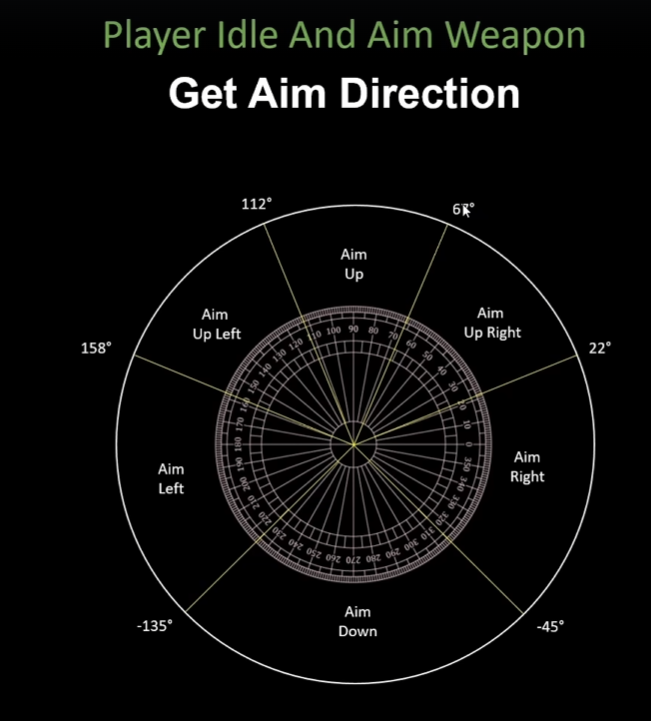 Player Idle And Aim Weapon
Get Aim Direction
112°
67°
Aim
Up
Aim
Up Left
Aim
Up Right
158°
22°
110 100 90 80 70
120 60
130 50
140 40
150 30
160 20
170 10
180 0
190 350
200 340
210 330
220 320
230 310
240 250 260 270 280 290 300
Aim
Left
Aim
Right
Aim
Down
-135°
-45°